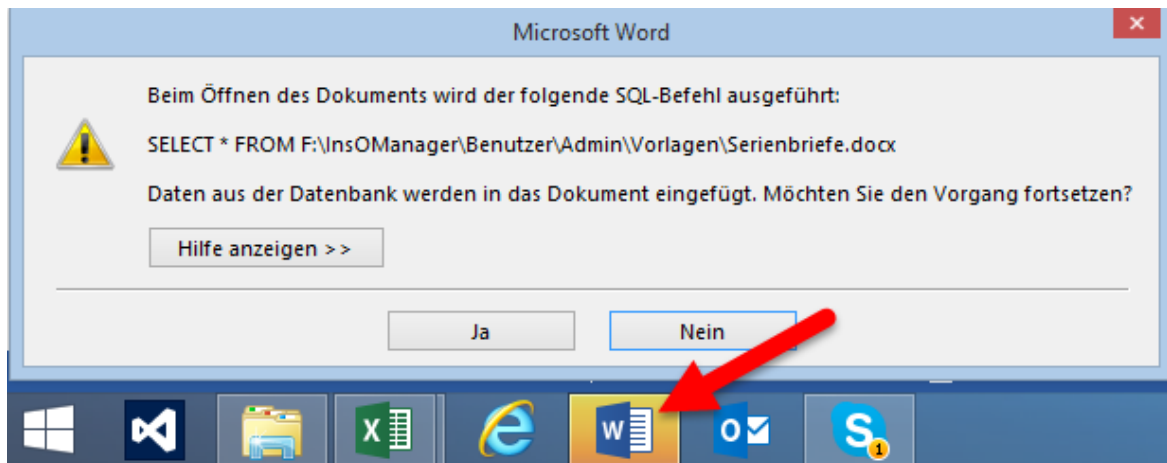 Microsoft Word
Beim Öffnen des Dokuments wird der folgende SQL-Befehl ausgeführt:
SELECT * FROM F:\InsOManager\Benutzer\Admin\Vorlagen\Serienbriefe.docx
Daten aus der Datenbank werden in das Dokument eingefügt. Möchten Sie den Vorgang fortsetzen?
Hilfe anzeigen >>
Ja Nein
X W O S 1